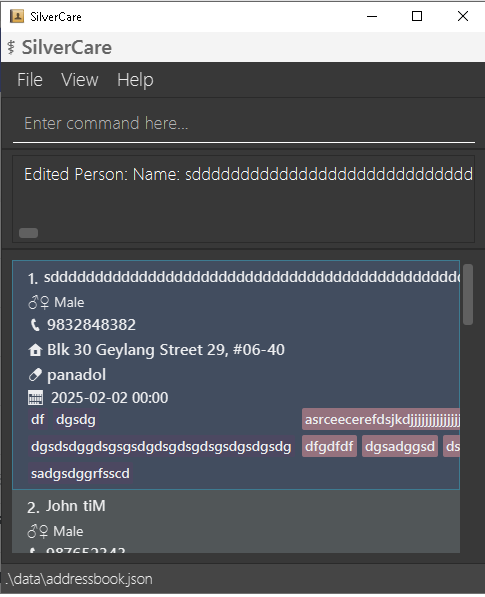 SilverCare
SilverCare
File View Help
Enter command here...
Edited Person: Name: sddddddddddddddddddddddddddddd
1. sdddddddddddddddddddddddddddddddddddddddddddddd
Male
9832848382
Blk 30 Geylang Street 29, #06-40
panadol
2025-02-02 00:00
df dgsdg asrceecerefdsjkdjjjjjjjjjjjjjj
dgsdsdggdsgsgsdgdsgdsgdsgsdgsdgsdg dfgdfdf dgsadggsd ds
sadgsdggrfsscd
2. John tiM
Male
987652343
.\data\addressbook.json